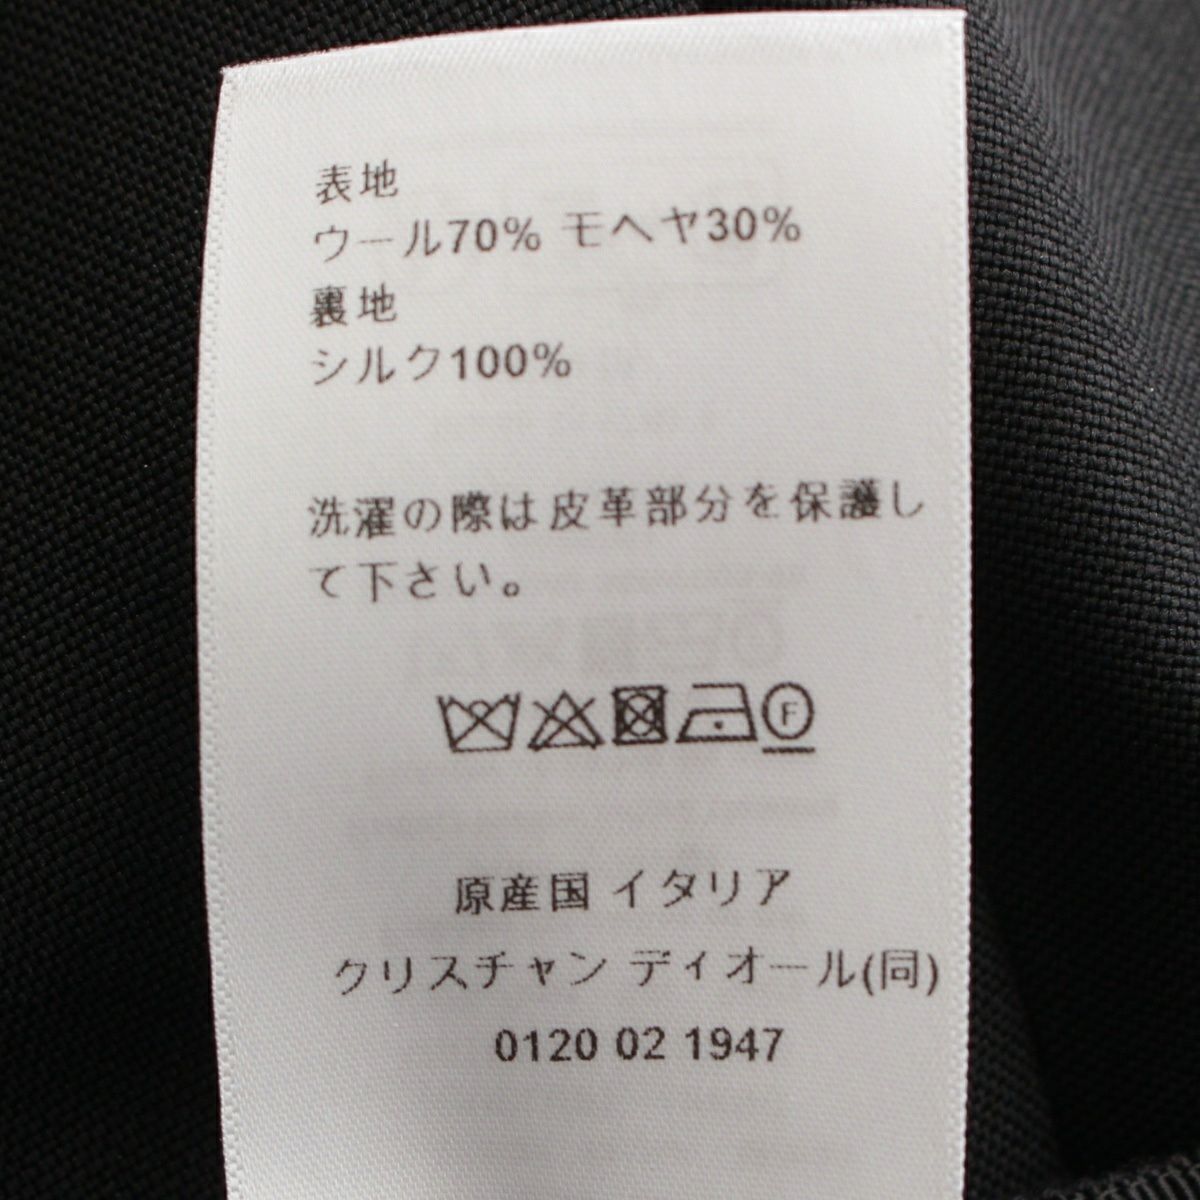 表地
ウール70% モヘヤ30%
裏地
シルク100%
洗濯の際は皮革部分を保護し
て下さい。
F
原産国 イタリア
クリスチャン ディオール(同)
0120 02 1947